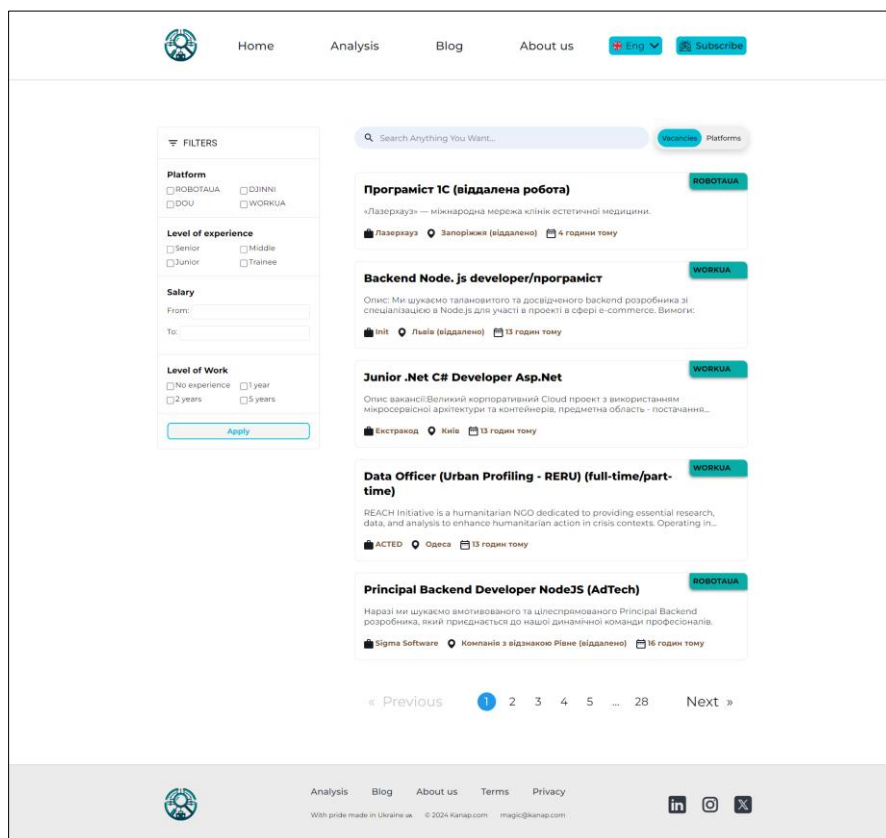 Home Analysis Blog About us Eng Subscribe
FILTERS
Platform
ROBOTAUA DJINNI
DOU WORKUA
Level of experience
Senior Middle
Junior Trainee
Salary
From:
To:
Level of Work
No experience 1 year
2 years 5 years
Apply
Search Anything You Want...
Vacancies Platforms
ROBOTAUA
Програміст 1С (віддалена робота)
«Лазерхауз» — міжнародна мережа клінік естетичної медицини.
Лазерхауз Запоріжжя (віддалено) 4 години тому
WORKUA
Backend Node. js developer/програміст
Опис: Ми шукаємо талановитого та досвідченого backend розробника зі
спеціалізацією в Node.js для участі в проекті в сфері e-commerce. Вимоги:
Init Львів (віддалено) 13 годин тому
WORKUA
Junior .Net C# Developer Asp.Net
Опис вакансії:Великий корпоративний Cloud проект з використанням
мікросервісної архітектури та контейнерів, предметна область - постачання...
Екстракод Київ 13 годин тому
WORKUA
Data Officer (Urban Profiling - RERU) (full-time/part-
time)
REACH Initiative is a humanitarian NGO dedicated to providing essential research,
data, and analysis to enhance humanitarian action in crisis contexts. Operating in...
ACTED Одеса 13 годин тому
ROBOTAUA
Principal Backend Developer NodeJS (AdTech)
Наразі ми шукаємо вмотивованого та цілеспрямованого Principal Backend
розробника, який приєднається до нашої динамічної команди професіоналів.
Sigma Software Компанія з відзнакою Рівне (віддалено) 16 годин тому
« Previous 1 2 3 4 5 ... 28 Next »
Analysis Blog About us Terms Privacy
With pride made in Ukraine UA © 2024 Kanap.com magic@kanap.com